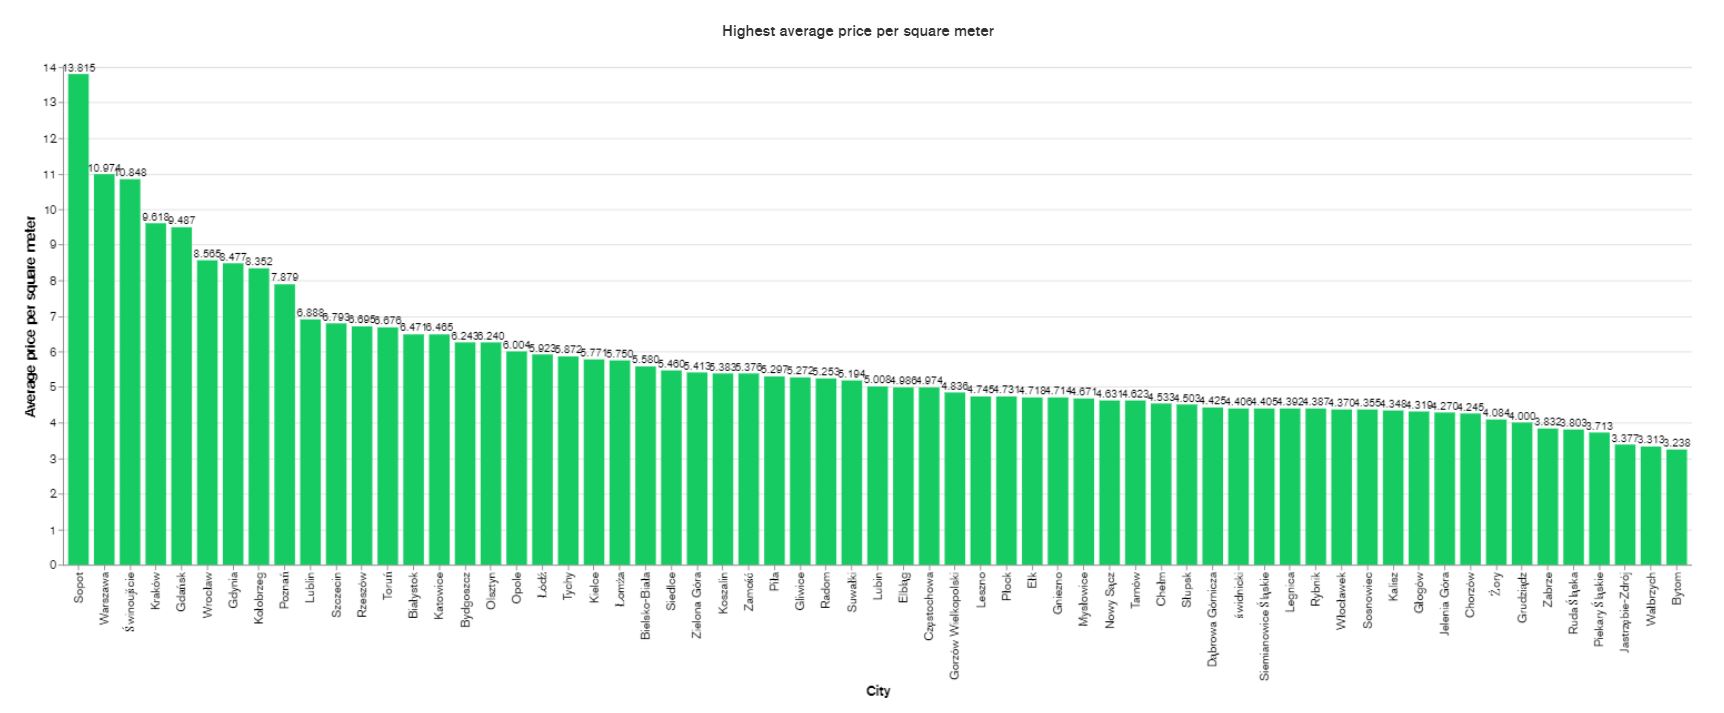 Highest average price per square meter
Average price per square meter
14
13
12
11
10
9
8
7
6
5
4
3
2
1
0
13.815
10.974
10.848
9.618
9.487
8.565
8.477
8.352
7.879
6.888
6.793
6.695
6.676
6.471
6.465
6.243
6.240
6.004
5.923
5.872
5.771
5.750
5.580
5.460
5.413
5.383
5.376
5.297
5.272
5.253
5.194
5.008
4.986
4.974
4.836
4.745
4.731
4.718
4.714
4.671
4.631
4.623
4.533
4.503
4.425
4.406
4.405
4.392
4.387
4.370
4.355
4.348
4.319
4.270
4.245
4.084
4.000
3.832
3.803
3.713
3.377
3.313
3.238
Sopot
Warszawa
Świnoujście
Kraków
Gdańsk
Wrocław
Gdynia
Kołobrzeg
Poznań
Lublin
Szczecin
Rzeszów
Toruń
Białystok
Katowice
Bydgoszcz
Olsztyn
Opole
Łódź
Tychy
Kielce
Łomża
Bielsko-Biała
Siedlce
Zielona Góra
Koszalin
Zamość
Piła
Gliwice
Radom
Suwałki
Lubin
Elbląg
Częstochowa
Gorzów Wielkopolski
Leszno
Płock
Ełk
Gniezno
Mysłowice
Nowy Sącz
Tarnów
Chełm
Słupsk
Dąbrowa Górnicza
świdnicki
Siemianowice Śląskie
Legnica
Rybnik
Włocławek
Sosnowiec
Kalisz
Głogów
Jelenia Góra
Chorzów
Żory
Grudziądz
Zabrze
Ruda Śląska
Piekary Śląskie
Jastrzębie-Zdrój
Wałbrzych
Bytom
City